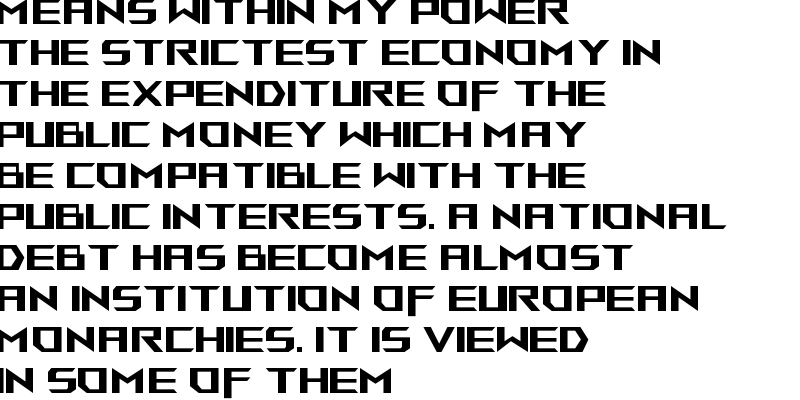 MEANS WITHIN MY POWER
THE STRICTEST ECONOMY IN
THE EXPENDITURE OF THE
PUBLIC MONEY WHICH MAY
BE COMPATIBLE WITH THE
PUBLIC INTERESTS. A NATIONAL
DEBT HAS BECOME ALMOST
AN INSTITUTION OF EUROPEAN
MONARCHIES. IT IS VIEWED
IN SOME OF THEM